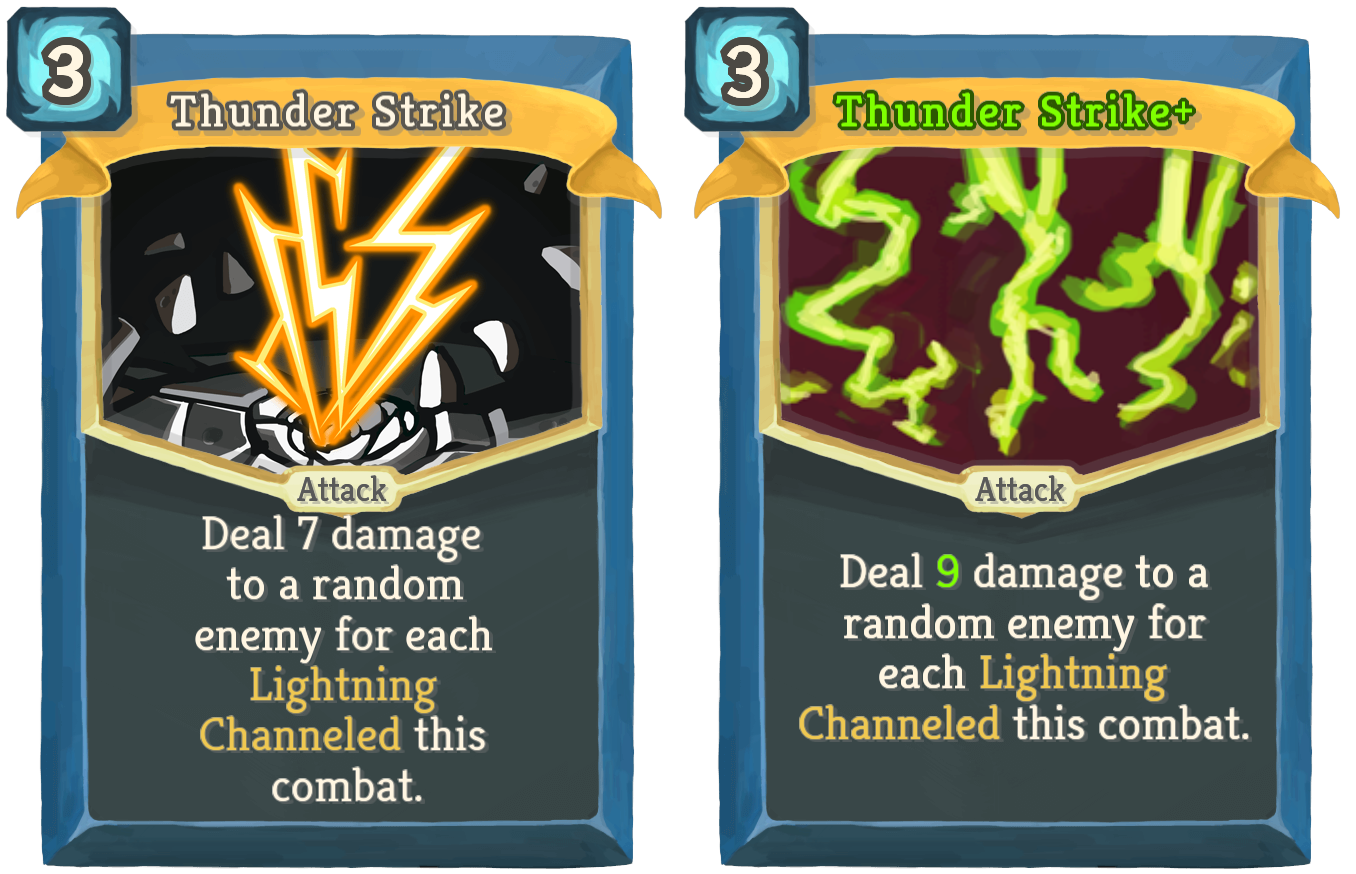 3
Thunder Strike
Attack
Deal 7 damage
to a random
enemy for each
Lightning
Channeled this
combat.
3
Thunder Strike+
Attack
Deal 9 damage to a
random enemy for
each Lightning
Channeled this combat.